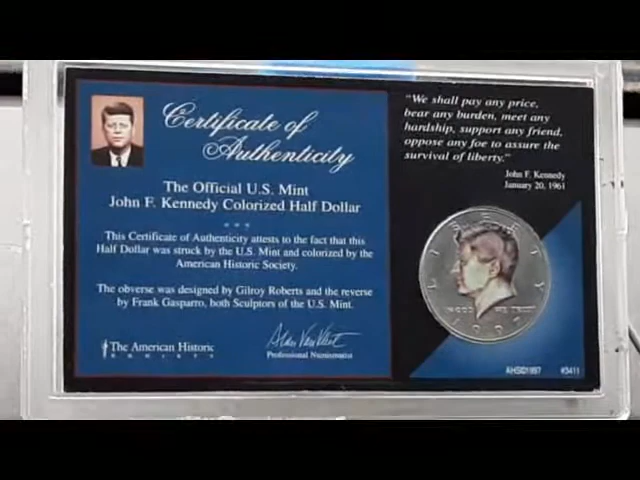 Certificate of
Authenticity
The Official U.S. Mint
John F. Kennedy Colorized Half Dollar
This Certificate of Authenticity attests to the fact that this
Half Dollar was struck by the U.S. Mint and colorized by the
American Historic Society.
The obverse was designed by Gilroy Roberts and the reverse
by Frank Gasparro, both Sculptors of the U.S. Mint.
The American Historic
SOCIETY
Professional Numismatist
"We shall pay any price,
bear any burden, meet any
hardship, support any friend,
oppose any foe to assure the
survival of liberty."
John F. Kennedy
January 20, 1961
LIBERTY
IN GOD WE TRUST
1997
AHS01997 #3411